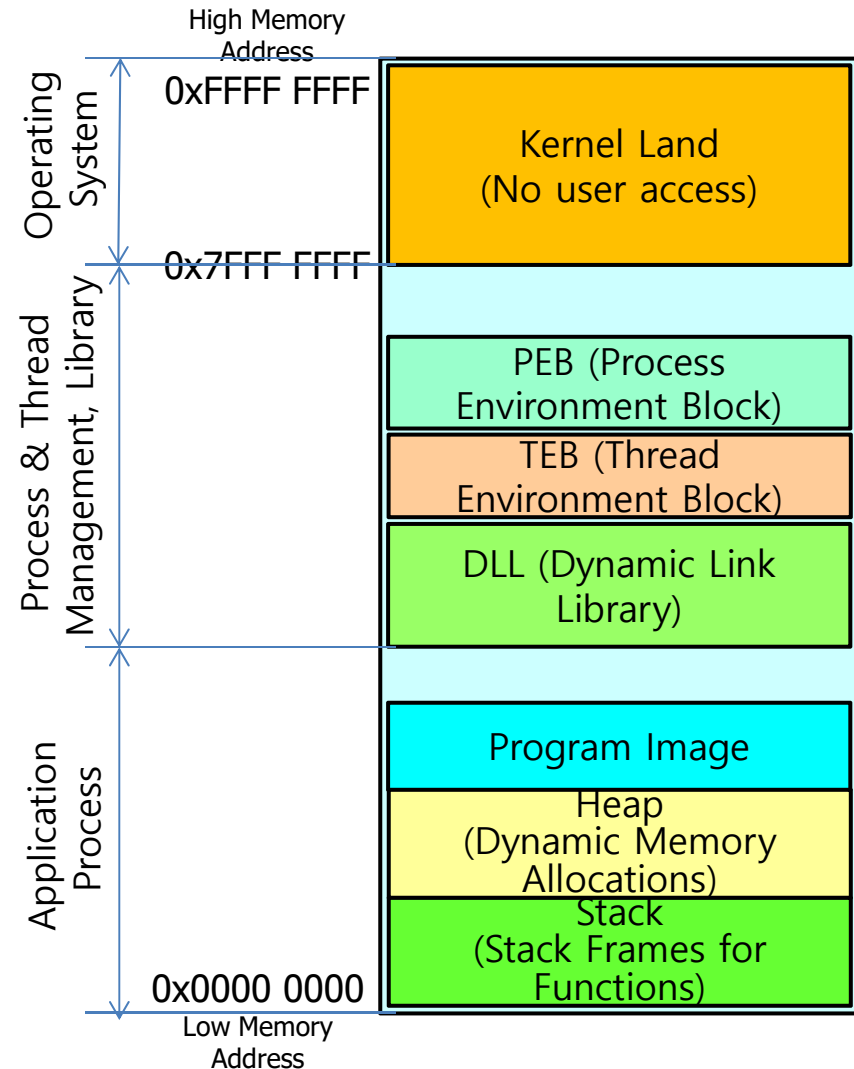 High Memory
Address
0xFFFF FFFF
Operating
System
Kernel Land
(No user access)
0x7FFF FFFF
Process & Thread
Management, Library
PEB (Process
Environment Block)
TEB (Thread
Environment Block)
DLL (Dynamic Link
Library)
Application
Process
Program Image
Heap
(Dynamic Memory
Allocations)
Stack
(Stack Frames for
Functions)
0x0000 0000
Low Memory
Address